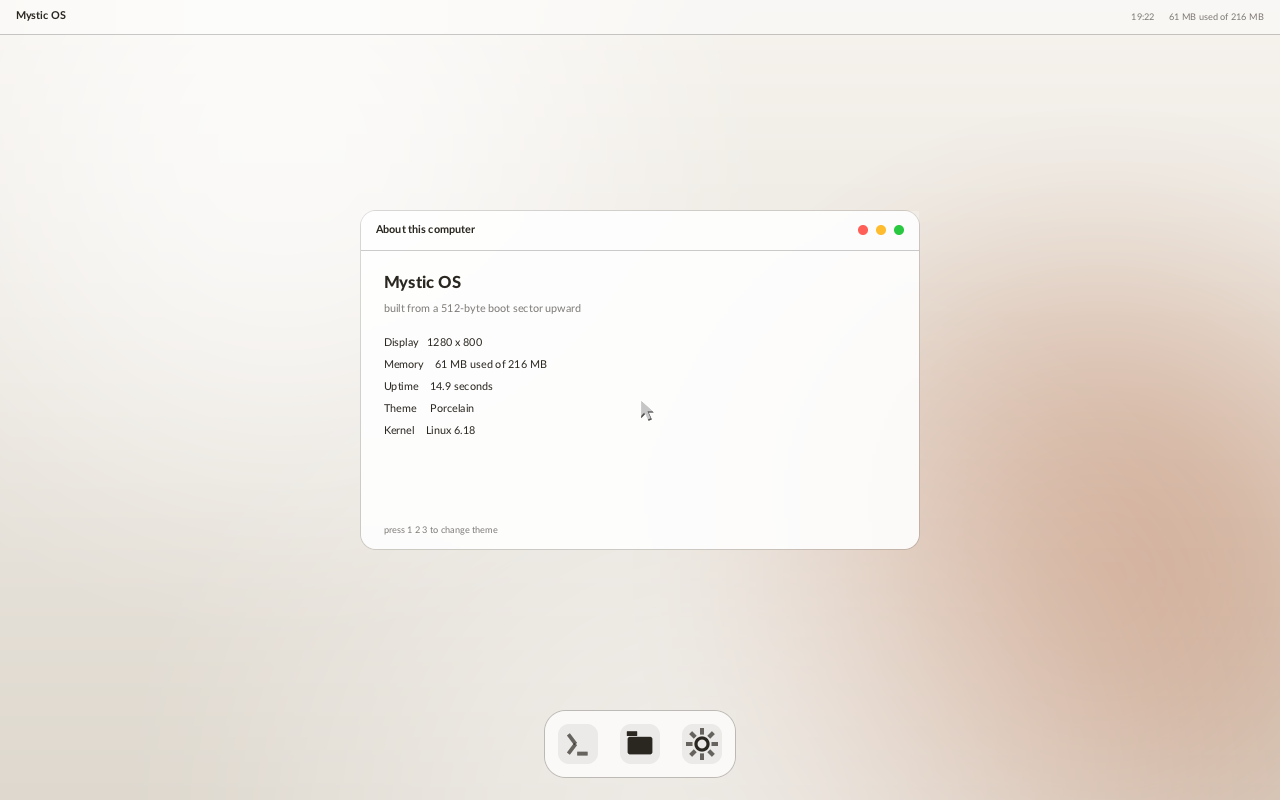 Mystic OS
19:22 61 MB used of 216 MB
About this computer
Mystic OS
built from a 512-byte boot sector upward
Display 1280 x 800
Memory 61 MB used of 216 MB
Uptime 14.9 seconds
Theme Porcelain
Kernel Linux 6.18
press 1 2 3 to change theme